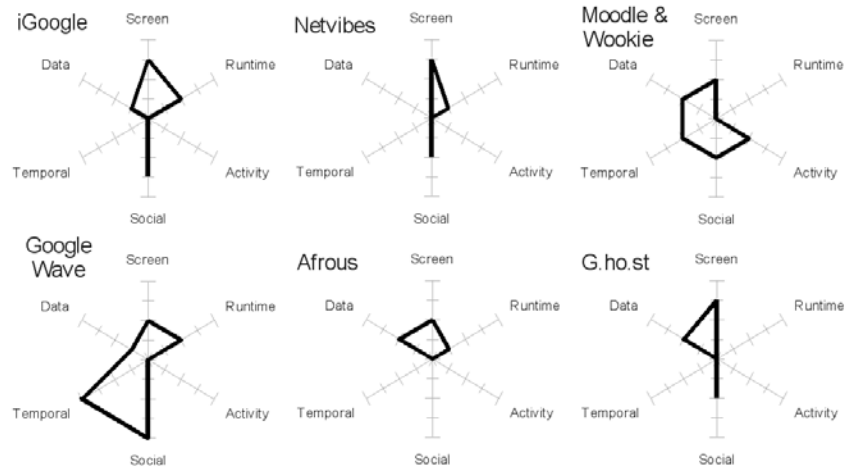 iGoogle
Screen
Data
Runtime
Temporal
Activity
Social
Netvibes
Screen
Data
Runtime
Temporal
Activity
Social
Moodle &
Wookie
Screen
Data
Runtime
Temporal
Activity
Social
Google
Wave
Screen
Data
Runtime
Temporal
Activity
Social
Afrous
Screen
Data
Runtime
Temporal
Activity
Social
G.ho.st
Screen
Data
Runtime
Temporal
Activity
Social